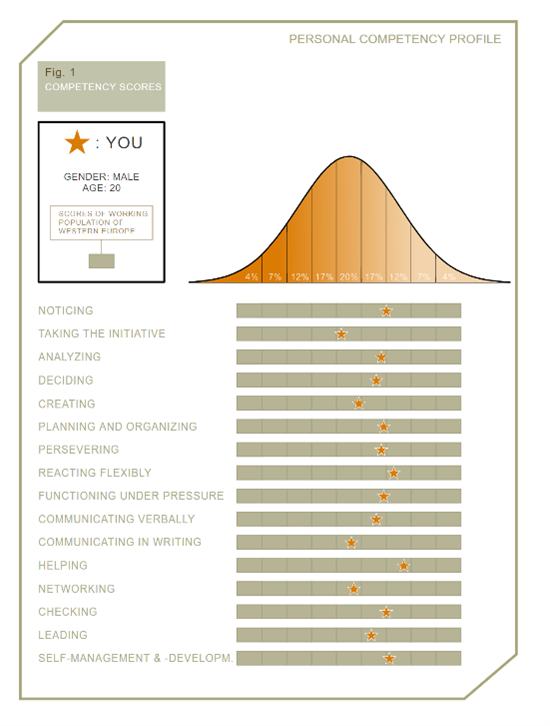 PERSONAL COMPETENCY PROFILE
Fig. 1
COMPETENCY SCORES
: YOU
GENDER: MALE
AGE: 20
SCORES OF WORKING
POPULATION OF
WESTERN EUROPE
4% 7% 12% 17% 20% 17% 12% 7% 4%
NOTICING
TAKING THE INITIATIVE
ANALYZING
DECIDING
CREATING
PLANNING AND ORGANIZING
PERSEVERING
REACTING FLEXIBLY
FUNCTIONING UNDER PRESSURE
COMMUNICATING VERBALLY
COMMUNICATING IN WRITING
HELPING
NETWORKING
CHECKING
LEADING
SELF-MANAGEMENT & -DEVELOPM.